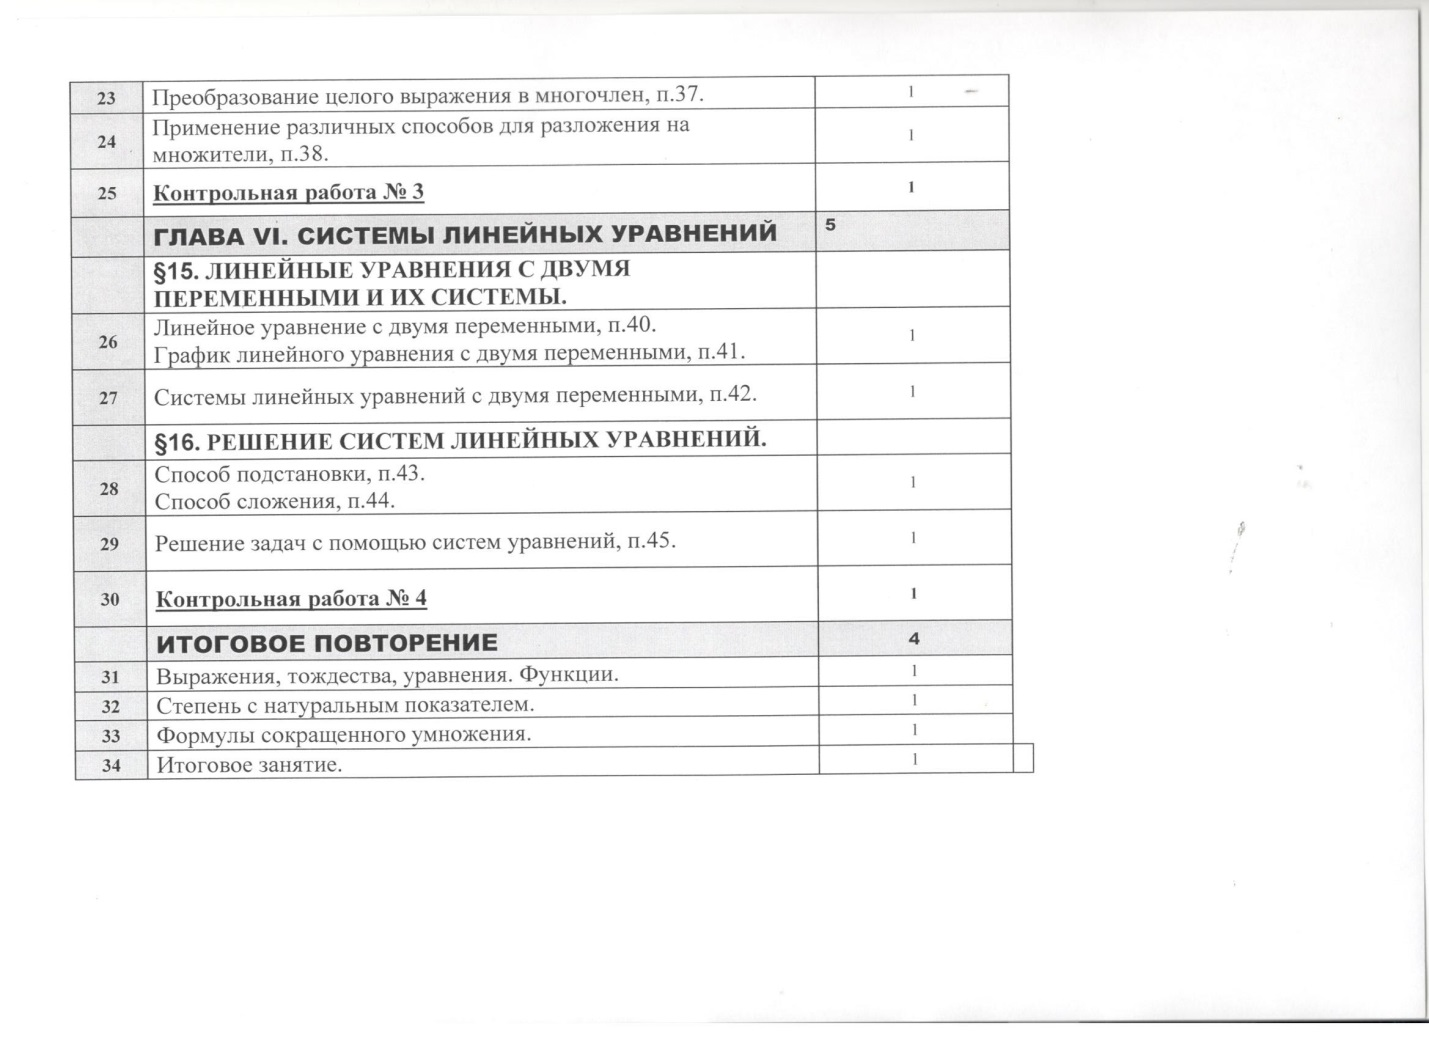 23 Преобразование целого выражения в многочлен, п.37. 1
24 Применение различных способов для разложения на 1
множители, п.38.
25 Контрольная работа № 3 1
ГЛАВА VI. СИСТЕМЫ ЛИНЕЙНЫХ УРАВНЕНИЙ 5
§15. ЛИНЕЙНЫЕ УРАВНЕНИЯ С ДВУМЯ
ПЕРЕМЕННЫМИ И ИХ СИСТЕМЫ.
26 Линейное уравнение с двумя переменными, п.40. 1
График линейного уравнения с двумя переменными, п.41.
27 Системы линейных уравнений с двумя переменными, п.42. 1
§16. РЕШЕНИЕ СИСТЕМ ЛИНЕЙНЫХ УРАВНЕНИЙ.
28 Способ подстановки, п.43. 1
Способ сложения, п.44.
29 Решение задач с помощью систем уравнений, п.45. 1
30 Контрольная работа № 4 1
ИТОГОВОЕ ПОВТОРЕНИЕ 4
31 Выражения, тождества, уравнения. Функции. 1
32 Степень с натуральным показателем. 1
33 Формулы сокращенного умножения. 1
34 Итоговое занятие. 1